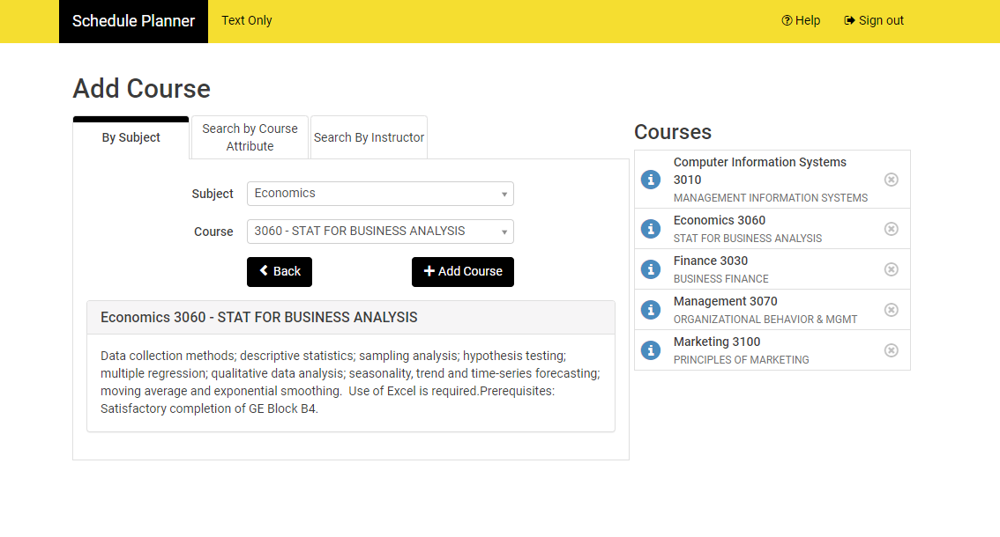 Schedule Planner
Text Only
Help
Sign out
Add Course
By Subject
Search by Course
Attribute
Search By Instructor
Subject
Economics
Course
3060 - STAT FOR BUSINESS ANALYSIS
Back
Add Course
Economics 3060 - STAT FOR BUSINESS ANALYSIS
Data collection methods; descriptive statistics; sampling analysis; hypothesis testing;
multiple regression; qualitative data analysis; seasonality, trend and time-series forecasting;
moving average and exponential smoothing.  Use of Excel is required.Prerequisites:
Satisfactory completion of GE Block B4.
Courses
Computer Information Systems
3010
MANAGEMENT INFORMATION SYSTEMS
Economics 3060
STAT FOR BUSINESS ANALYSIS
Finance 3030
BUSINESS FINANCE
Management 3070
ORGANIZATIONAL BEHAVIOR & MGMT
Marketing 3100
PRINCIPLES OF MARKETING